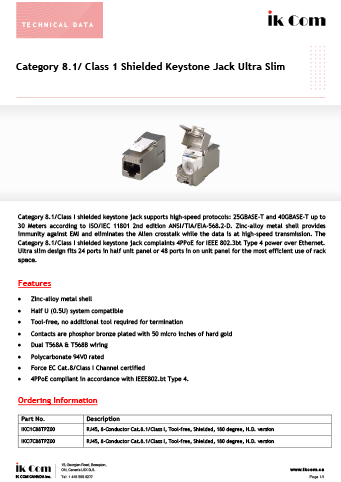 TECHNICAL DATA
ik Com
Category 8.1/ Class 1 Shielded Keystone Jack Ultra Slim
Category 8.1/Class I shielded keystone jack supports high-speed protocols: 25GBASE-T and 40GBASE-T up to
30 Meters according to ISO/IEC 11801 2nd edition ANSI/TIA/EIA-568.2-D. Zinc-alloy metal shell provides
immunity against EMI and eliminates the Alien crosstalk while the data is at high-speed transmission. The
Category 8.1/Class I shielded keystone jack complaints 4PPoE for IEEE 802.3bt Type 4 power over Ethernet.
Ultra slim design fits 24 ports in half unit panel or 48 ports in on unit panel for the most efficient use of rack
space.
Features
• Zinc-alloy metal shell
• Half U (0.5U) system compatible
• Tool-free, no additional tool required for termination
• Contacts are phosphor bronze plated with 50 micro inches of hard gold
• Dual T568A & T568B wiring
• Polycarbonate 94V0 rated
• Force EC Cat.8/Class I Channel certified
• 4PPoE compliant in accordance with IEEE802.bt Type 4.
Ordering Information
Part No. Description
IKC1C88TPZ00 RJ45, 8-Conductor Cat.8.1/Class I, Tool-free, Shielded, 180 degree, H.D. version
IKC7C88TPZ00 RJ45, 8-Conductor Cat.8.1/Class I, Tool-free, Shielded, 180 degree, H.D. version
ik Com
IK COM CANADA Inc.
15, Georgian Road, Brampton,
ON, Canada
Tel:
www.ikcom.ca
Page 1/5